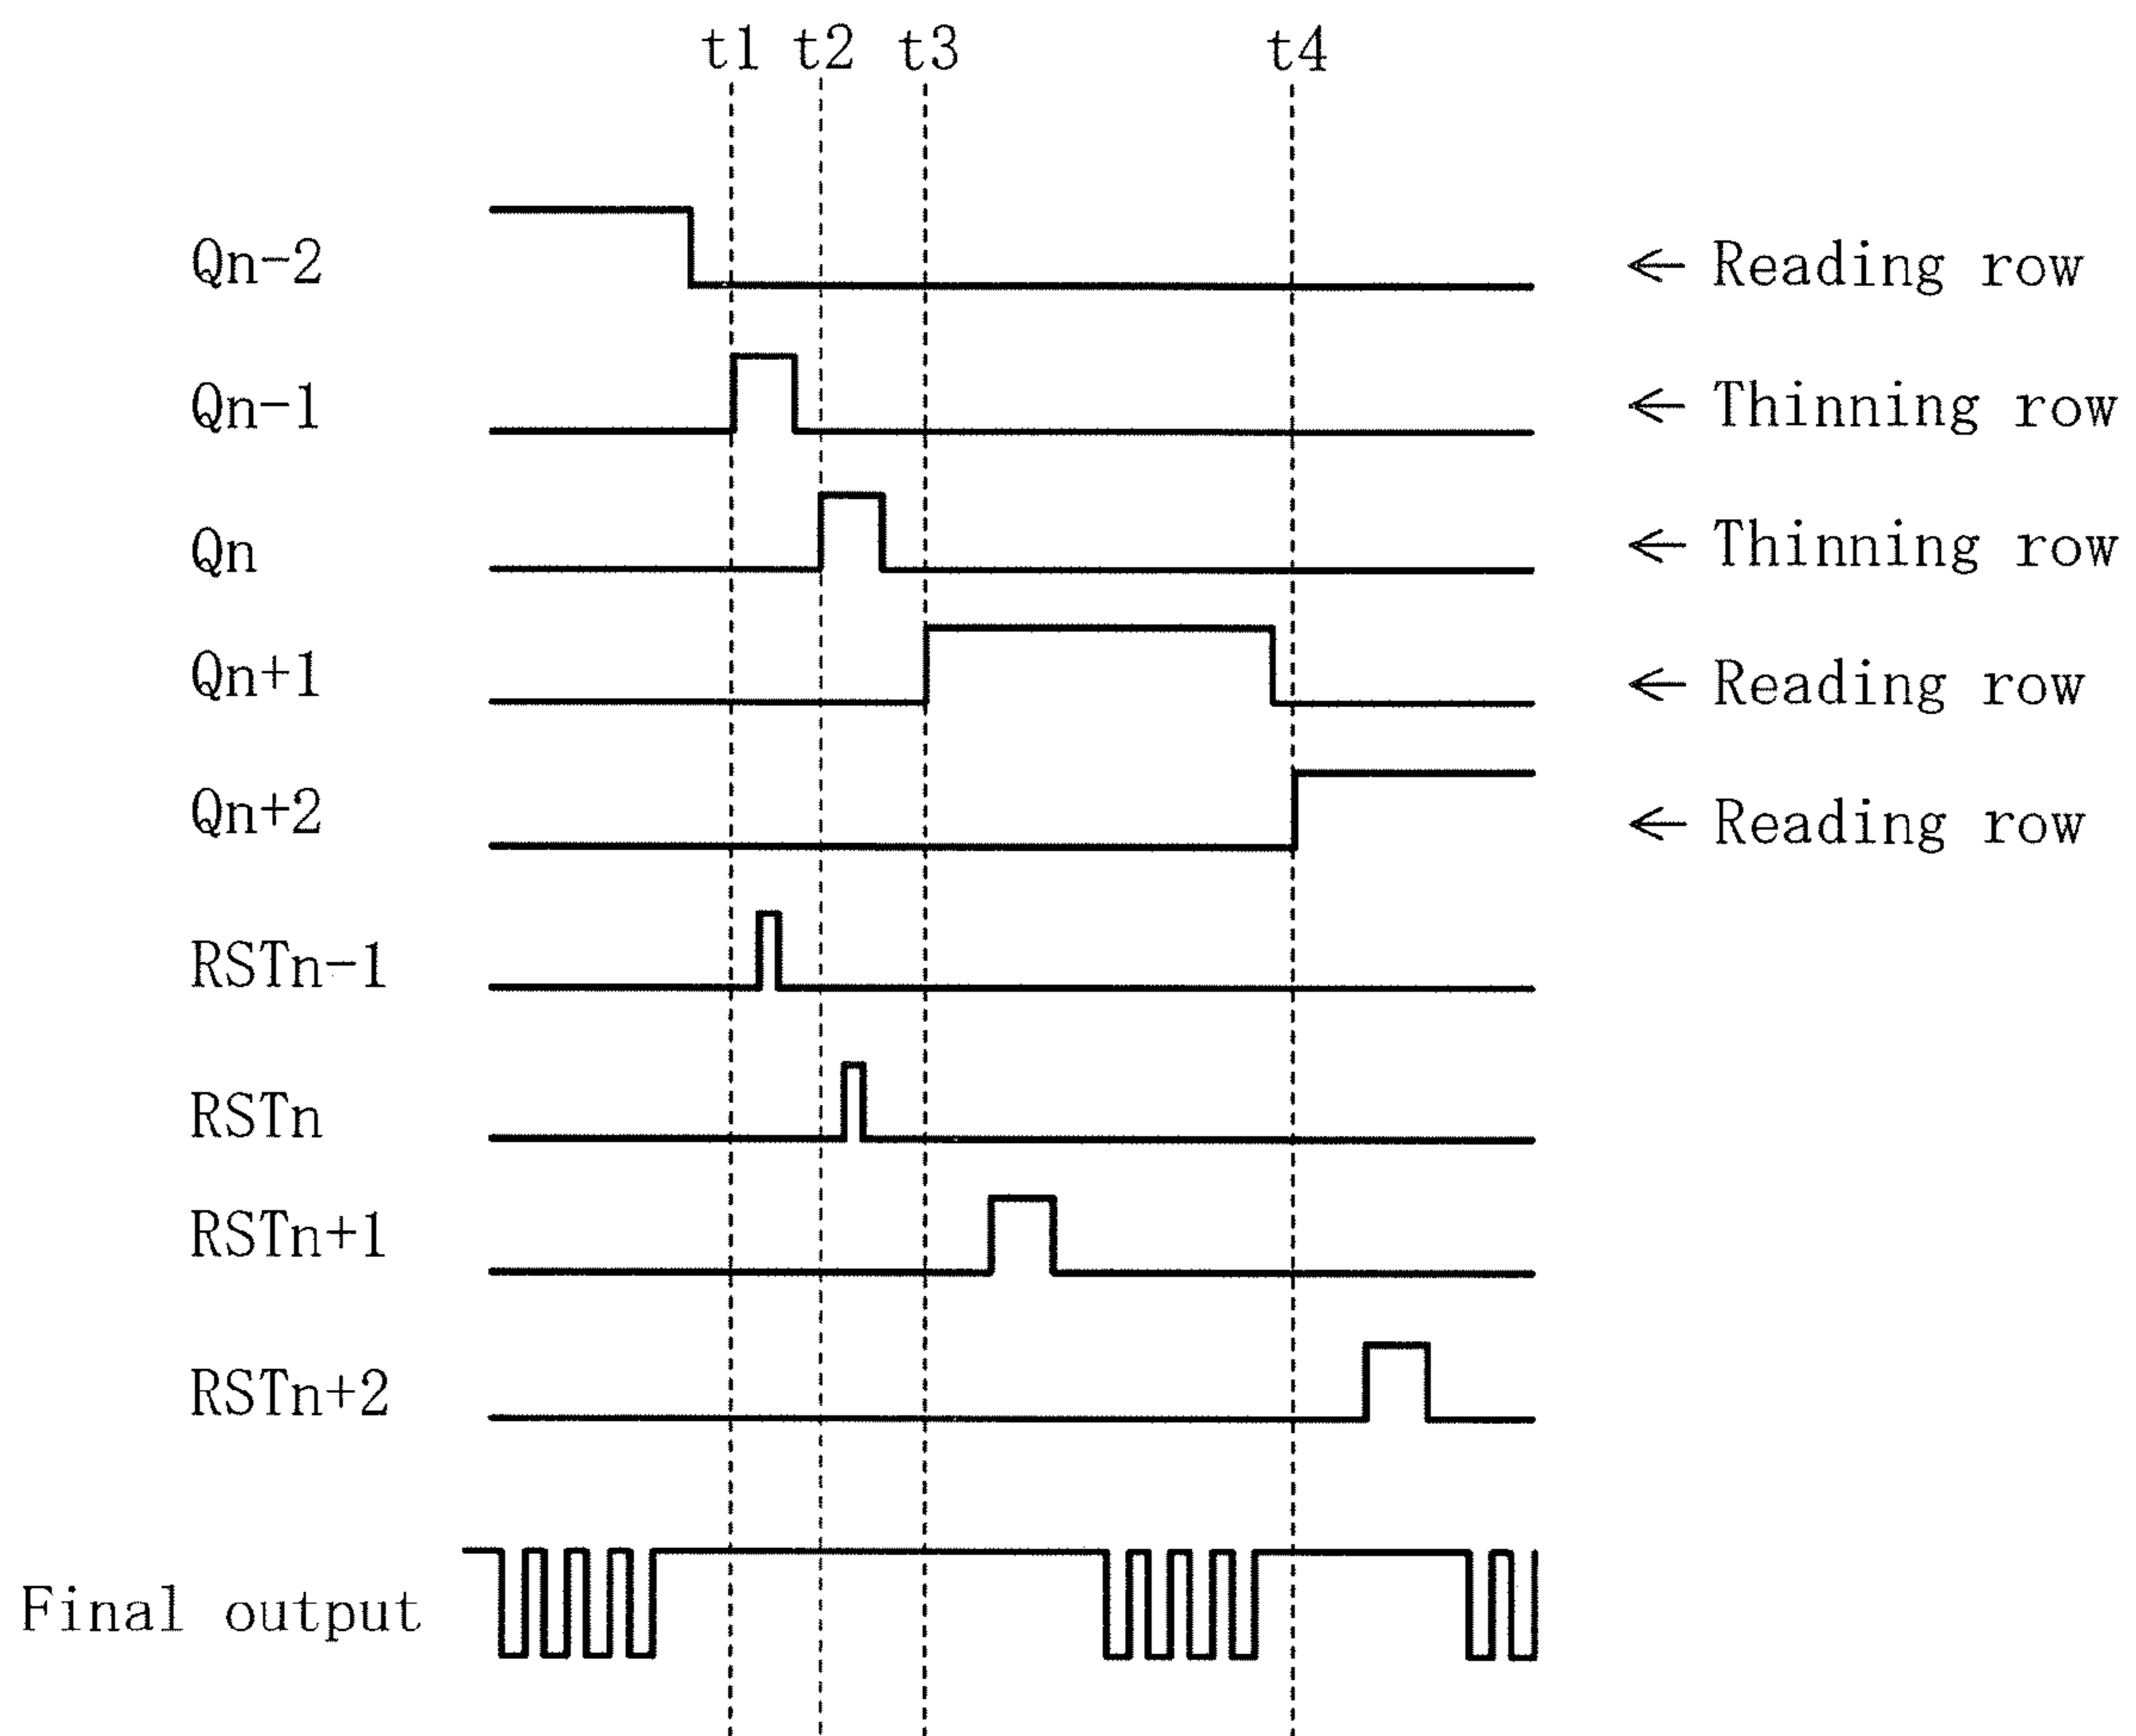 t1 t2 t3 t4
Qn-2 ← Reading row
Qn-1 ← Thinning row
Qn ← Thinning row
Qn+1 ← Reading row
Qn+2 ← Reading row
RSTn-1
RSTn
RSTn+1
RSTn+2
Final output